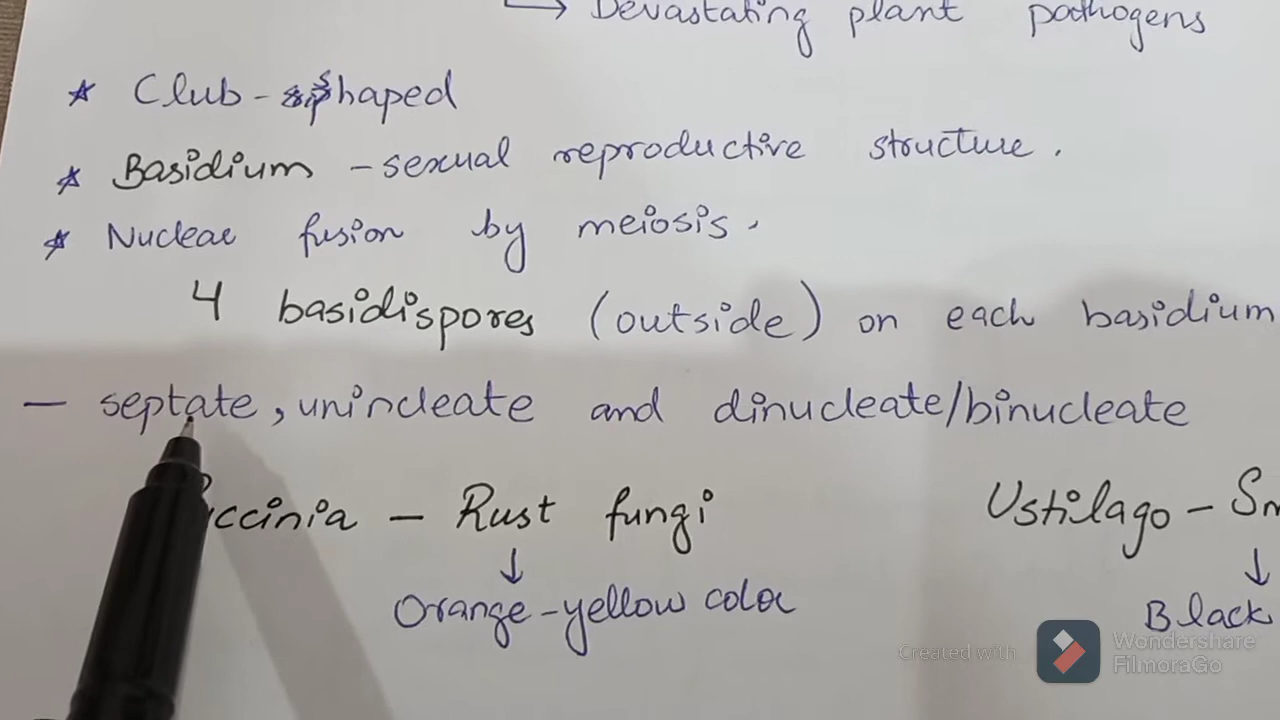 ↳ Devastating plant pathogens
* Club-shaped
* Basidium - sexual reproductive structure.
* Nuclear fusion by meiosis.
4 basidispores (outside) on each basidium
- septate, unincleate and dinucleate/binucleate
uccinia - Rust fungi
Ustilago - Sm
↓ ↓
Orange-yellow color
Black
Created with
Wondershare
FilmoraGo